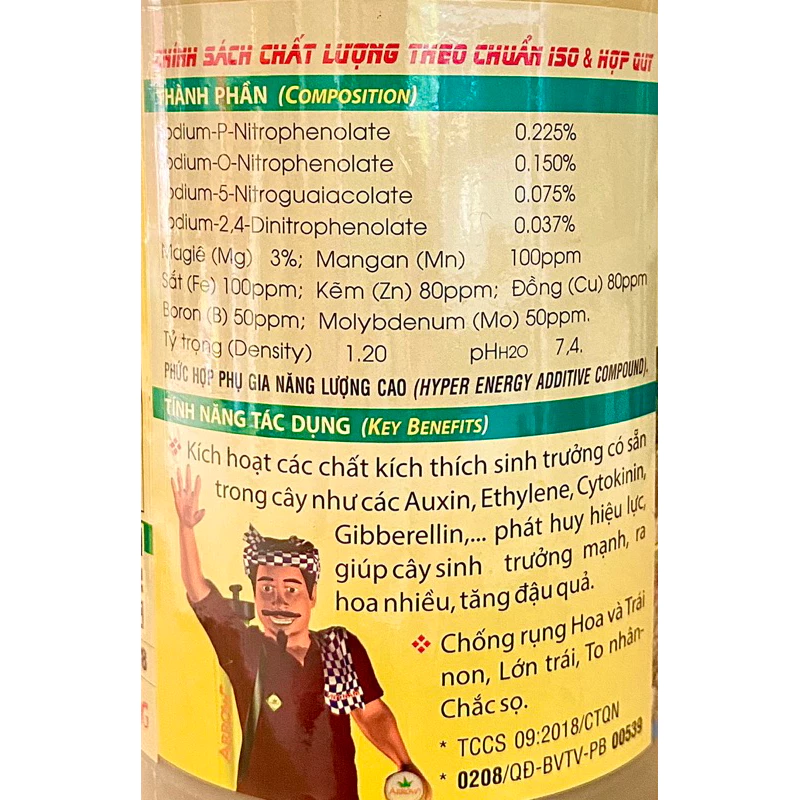 CHÍNH SÁCH CHẤT LƯỢNG THEO CHUẨN ISO & HỢP QUT
THÀNH PHẦN (COMPOSITION)
odium-P-Nitrophenolate 0.225%
odium-O-Nitrophenolate 0.150%
odium-5-Nitroguaiacolate 0.075%
odium-2,4-Dinitrophenolate 0.037%
Magiê (Mg) 3%; Mangan (Mn) 100ppm
Sắt (Fe) 100ppm; Kẽm (Zn) 80ppm; Đồng (Cu) 80ppm
Boron (B) 50ppm; Molybdenum (Mo) 50ppm.
Tỷ trọng (Density) 1.20 pHH2O 7,4.
PHỨC HỢP PHỤ GIA NĂNG LƯỢNG CAO (HYPER ENERGY ADDITIVE COMPOUND).
TÍNH NĂNG TÁC DỤNG (KEY BENEFITS)
Kích hoạt các chất kích thích sinh trưởng có sẵn
trong cây như các Auxin, Ethylene, Cytokinin,
Gibberellin,... phát huy hiệu lực,
giúp cây sinh trưởng mạnh, ra
hoa nhiều, tăng đậu quả.
Chống rụng Hoa và Trái
non, Lớn trái, To nhân-
Chắc sọ.
* TCCS 09:2018/CTQN
* 0208/QĐ-BVTV-PB 00539
ARROW